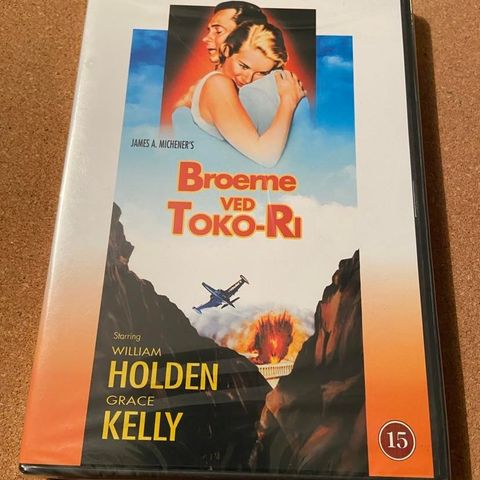 JAMES A. MICHENER'S
Broerne
VED
TOKO-RI
Starring
WILLIAM
HOLDEN
GRACE
KELLY
15